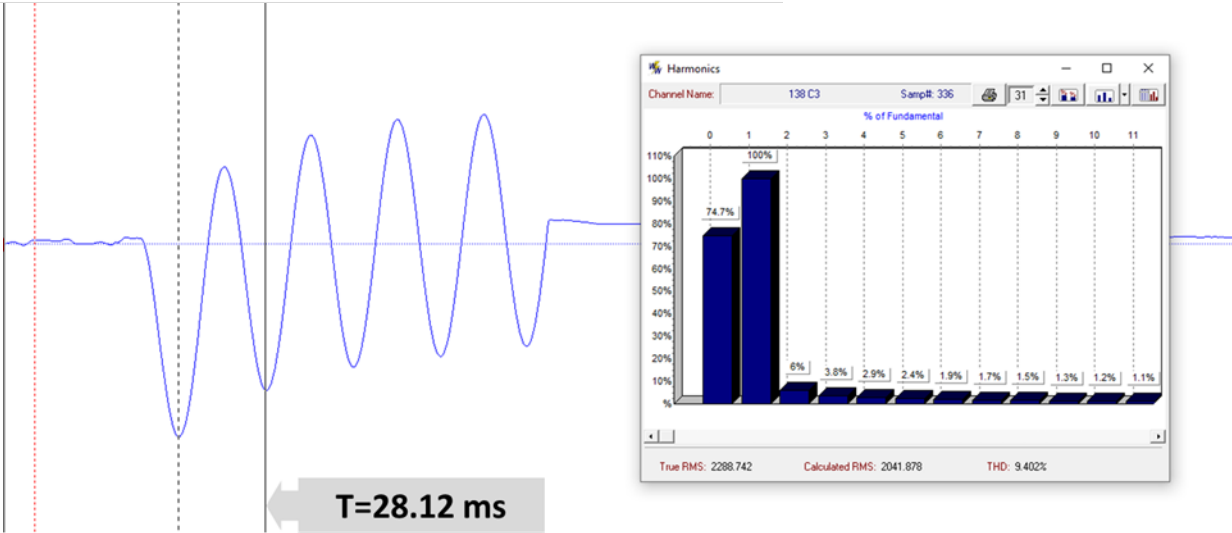 Harmonics
Channel Name: 138 C3 Samp#: 336 31
% of Fundamental
0 1 2 3 4 5 6 7 8 9 10 11
110%
100%
90%
80%
70%
60%
50%
40%
30%
20%
10%
%
74.7% 100% 6% 3.8% 2.9% 2.4% 1.9% 1.7% 1.5% 1.3% 1.2% 1.1%
True RMS: 2288.742 Calculated RMS: 2041.878 THD: 9.402%
T=28.12 ms